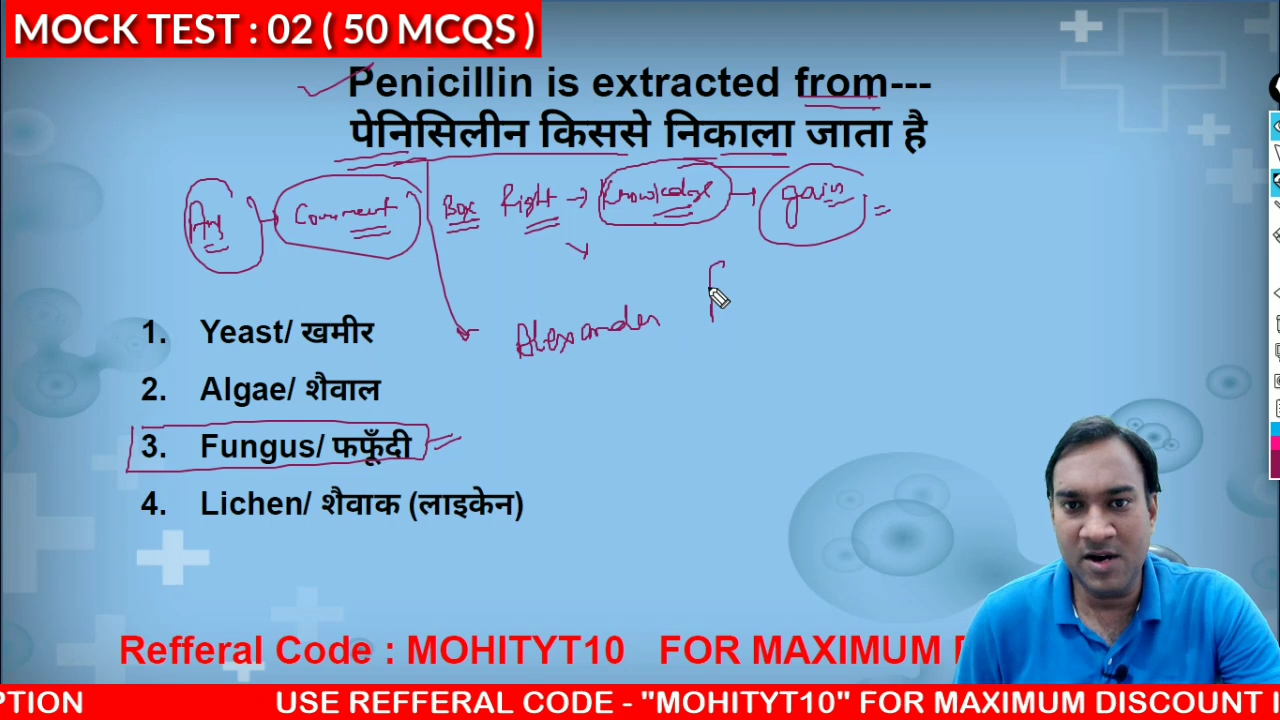 MOCK TEST : 02 ( 50 MCQS )
Penicillin is extracted from---
पेनिसिलीन किससे निकाला जाता है
Ans Comment Box Right Knowledge gain
Alexander
1. Yeast/ खमीर
2. Algae/ शैवाल
3. Fungus/ फफूँदी
4. Lichen/ शैवाक (लाइकेन)
Refferal Code : MOHITYT10 FOR MAXIMUM
PTION USE REFFERAL CODE - "MOHITYT10" FOR MAXIMUM DISCOUNT I